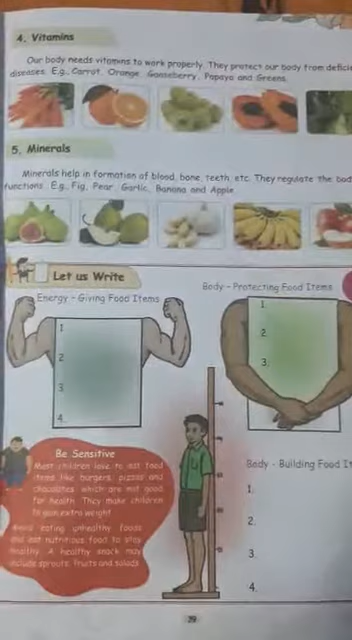 4. Vitamins
Our body needs vitamins to work properly. They protect our body from
diseases. E.g., Carrot, Orange, Gooseberry, Papaya and Greens.
5. Minerals
Minerals help in formation of blood, bone, teeth, etc. They regulate the
functions. E.g., Fig, Pear, Garlic, Banana and Apple
Let us Write
Body - Protecting Food Items
Energy - Giving Food Items
1
2
3
4.
1.
2.
3.
Be Sensitive
Most children love to eat food
items like burgers, pizzas and
chocolates, which are not good
for health. They make children
to gain extra weight
Avoid eating unhealthy foods
and eat nutritious food to stay
healthy. A healthy snack may
include sprouts, fruits and salads
Body - Building Food
1.
2.
3.
4.